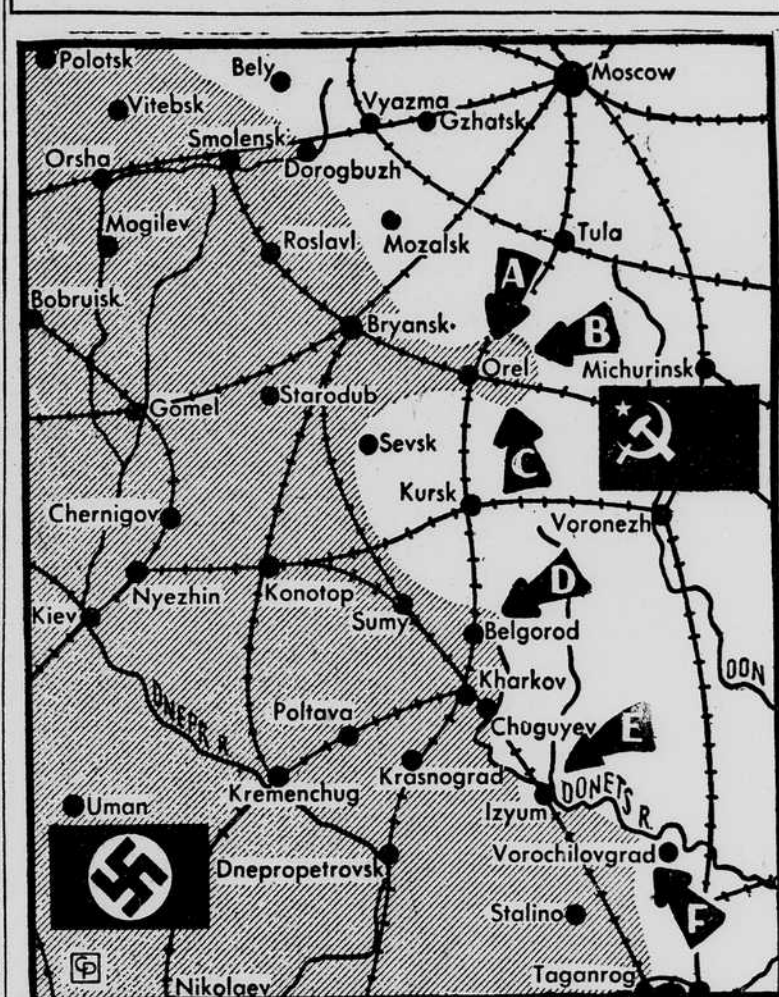 Polotsk
Bely
Moscow
Vitebsk
Vyazma
Gzhatsk
Smolensk
Orsha
Dorogbuzh
Mogilev
Roslavl
Mozalsk
Tula
A
B
Bobruisk
Bryansk
Orel
Michurinsk
Gomel
Starodub
Sevsk
C
Kursk
Chernigov
Voronezh
D
Nyezhin
Konotop
Kiev
Sumy
Belgorod
DON
Kharkov
DNEPR R.
Poltava
Chuguyev
E
Kremenchug
Krasnograd
DONETS R.
Izyum
Uman
Vorochilovgrad
Dnepropetrovsk
Stalino
F
CP
Nikolaev
Taganrog